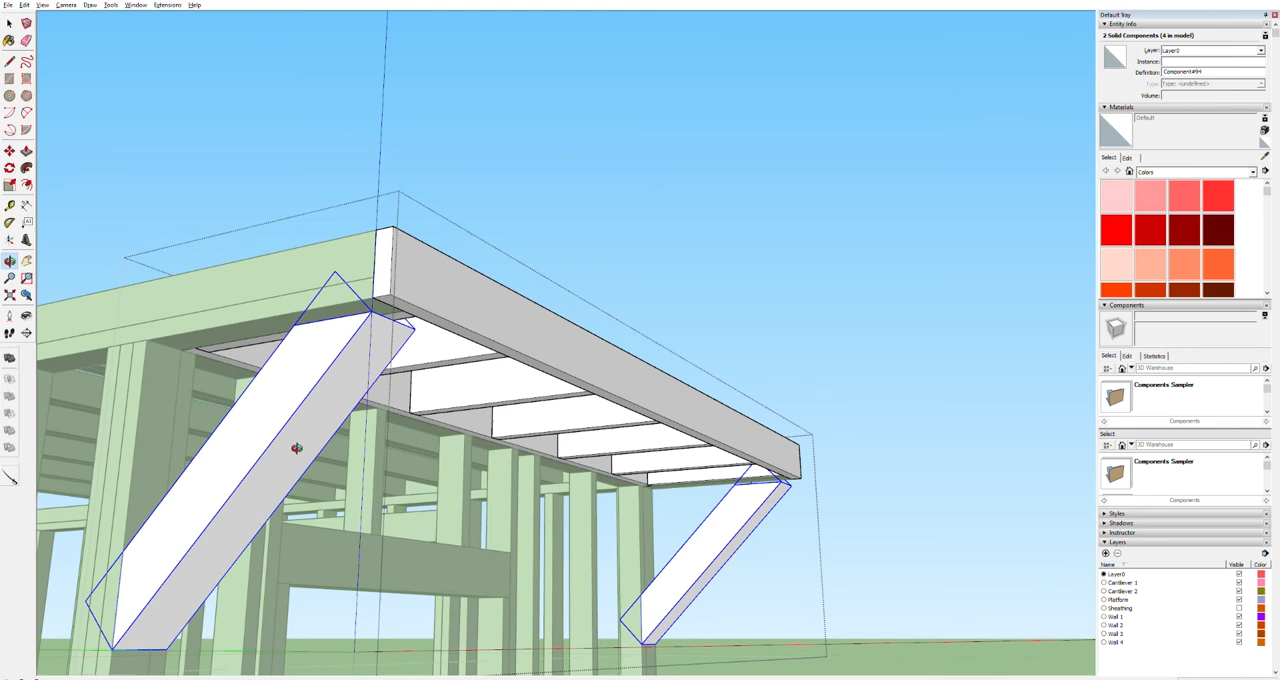 File Edit View Camera Draw Tools Window Extensions Help
Default Tray
Entity Info
2 Solid Components (4 in model)
Layer: Layer0
Instance:
Definition: Component#94
Type: Type: <undefined>
Volume:
Materials
Default
Select Edit
Colors
Components
Select Edit Statistics
3D Warehouse
Components Sampler
Components
Select
3D Warehouse
Components Sampler
Components
Styles
Shadows
Instructor
Layers
Name Visible Color
Layer0
Cantilever 1
Cantilever 2
Platform
Sheathing
Wall 1
Wall 2
Wall 3
Wall 4